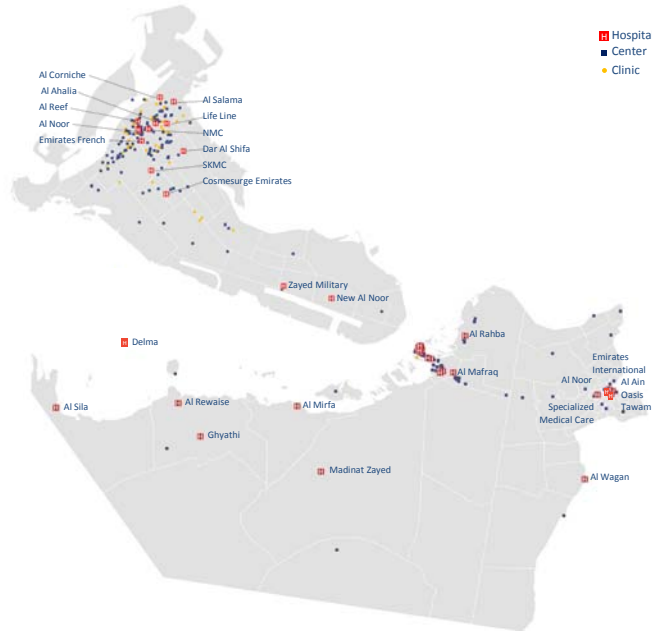 H Hospita
Center
Clinic
Al Corniche
Al Ahalia
Al Reef
Al Noor
Emirates French
Al Salama
Life Line
NMC
Dar Al Shifa
SKMC
Cosmesurge Emirates
Zayed Military
New Al Noor
Delma
Al Sila
Al Rewaise
Ghyathi
Al Mirfa
Madinat Zayed
Al Rahba
Al Mafraq
Emirates
International
Al Noor
Al Ain
Oasis
Tawam
Specialized
Medical Care
Al Wagan